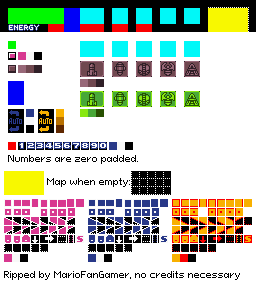 ENERGY
AUTO AUTO
1234567890
Numbers are zero padded.
Map when empty:
S S S
Ripped by MarioFanGamer, no credits necessary